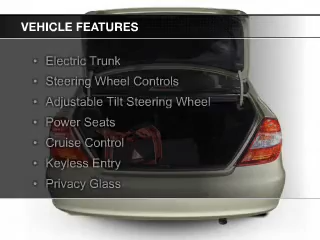 VEHICLE FEATURES
• Electric Trunk
• Steering Wheel Controls
• Adjustable Tilt Steering Wheel
• Power Seats
• Cruise Control
• Keyless Entry
• Privacy Glass